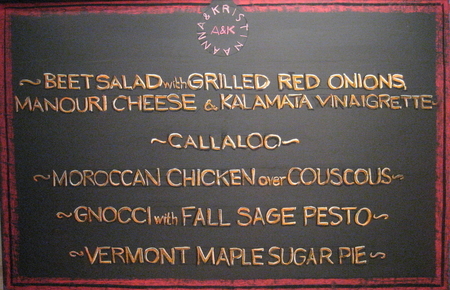 ANNA & KRISTINA
A&K
~BEET SALAD with GRILLED RED ONIONS,
MANOURI CHEESE & KALAMATA VINAIGRETTE~
~CALLALOO~
~MOROCCAN CHICKEN over COUSCOUS~
~GNOCCI with FALL SAGE PESTO~
~VERMONT MAPLE SUGAR PIE~